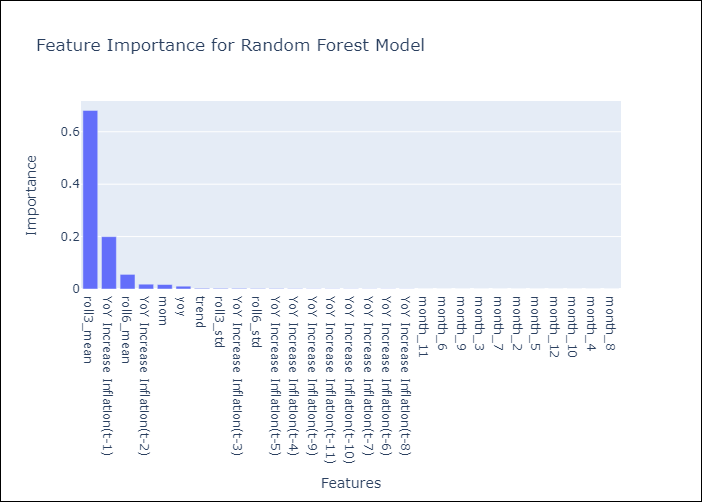 Feature Importance for Random Forest Model
Importance
0.6
0.4
0.2
0
roll3_mean
YoY Increase Inflation(t-1)
roll6_mean
YoY Increase Inflation(t-2)
mom
yoy
trend
roll3_std
YoY Increase Inflation(t-3)
roll6_std
YoY Increase Inflation(t-5)
YoY Increase Inflation(t-4)
YoY Increase Inflation(t-9)
YoY Increase Inflation(t-11)
YoY Increase Inflation(t-10)
YoY Increase Inflation(t-7)
YoY Increase Inflation(t-6)
YoY Increase Inflation(t-8)
month_11
month_6
month_9
month_3
month_7
month_2
month_5
month_12
month_10
month_4
month_8
Features